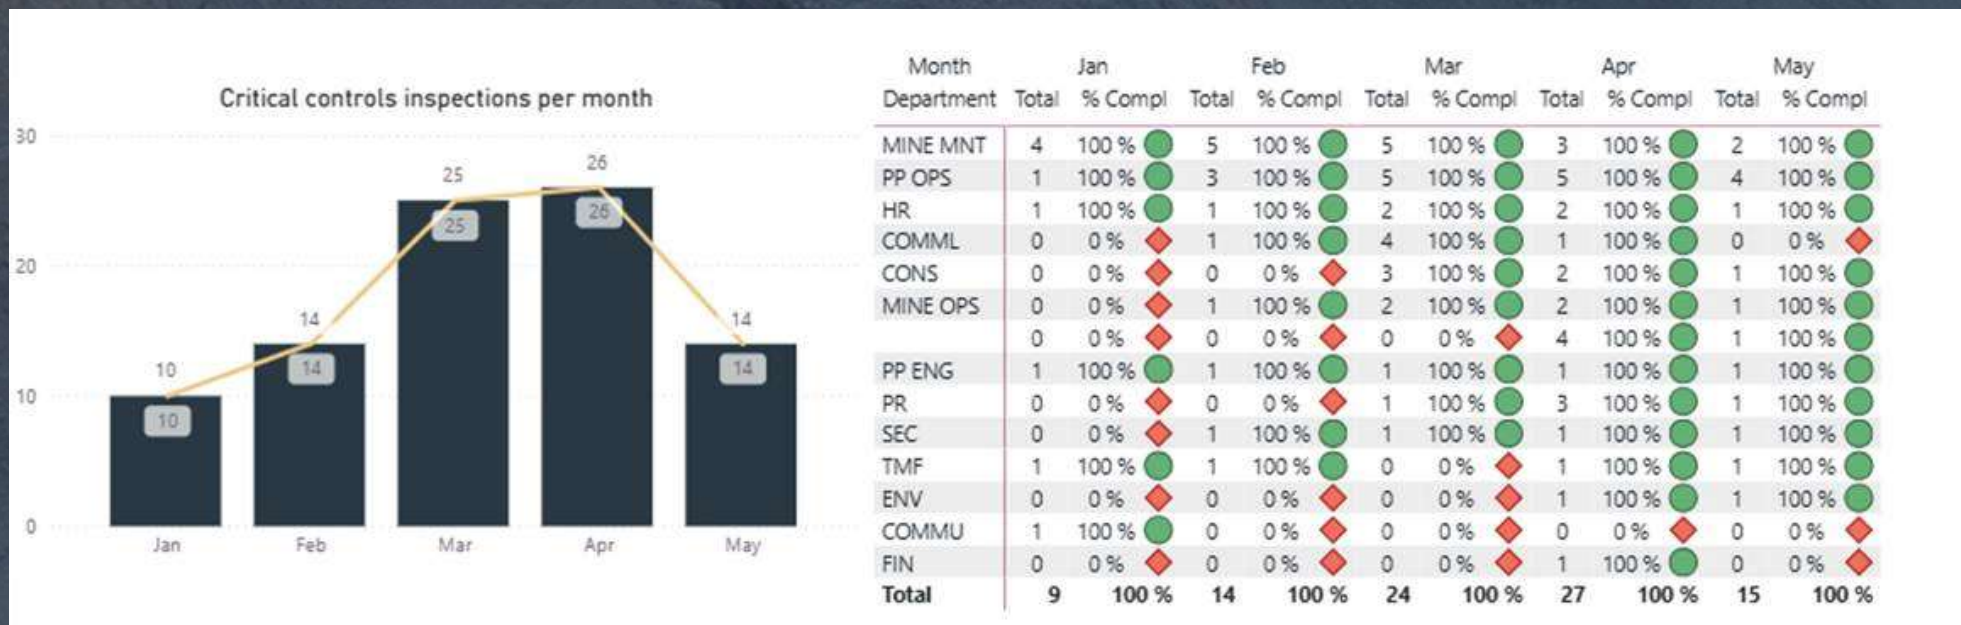 Critical controls inspections per month
30
20
10
0
10
14
25
26
14
10
14
25
26
14
Jan Feb Mar Apr May
Month Jan Feb Mar Apr May
Department Total % Compl Total % Compl Total % Compl Total % Compl Total % Compl
MINE MNT 4 100 % 5 100 % 5 100 % 3 100 % 2 100 %
PP OPS 1 100 % 3 100 % 5 100 % 5 100 % 4 100 %
HR 1 100 % 1 100 % 2 100 % 2 100 % 1 100 %
COMML 0 0 % 1 100 % 4 100 % 1 100 % 0 0 %
CONS 0 0 % 0 0 % 3 100 % 2 100 % 1 100 %
MINE OPS 0 0 % 1 100 % 2 100 % 2 100 % 1 100 %
0 0 % 0 0 % 0 0 % 4 100 % 1 100 %
PP ENG 1 100 % 1 100 % 1 100 % 1 100 % 1 100 %
PR 0 0 % 0 0 % 1 100 % 3 100 % 1 100 %
SEC 0 0 % 1 100 % 1 100 % 1 100 % 1 100 %
TMF 1 100 % 1 100 % 0 0 % 1 100 % 1 100 %
ENV 0 0 % 0 0 % 0 0 % 1 100 % 1 100 %
COMMU 1 100 % 0 0 % 0 0 % 0 0 % 0 0 %
FIN 0 0 % 0 0 % 0 0 % 1 100 % 0 0 %
Total 9 100 % 14 100 % 24 100 % 27 100 % 15 100 %